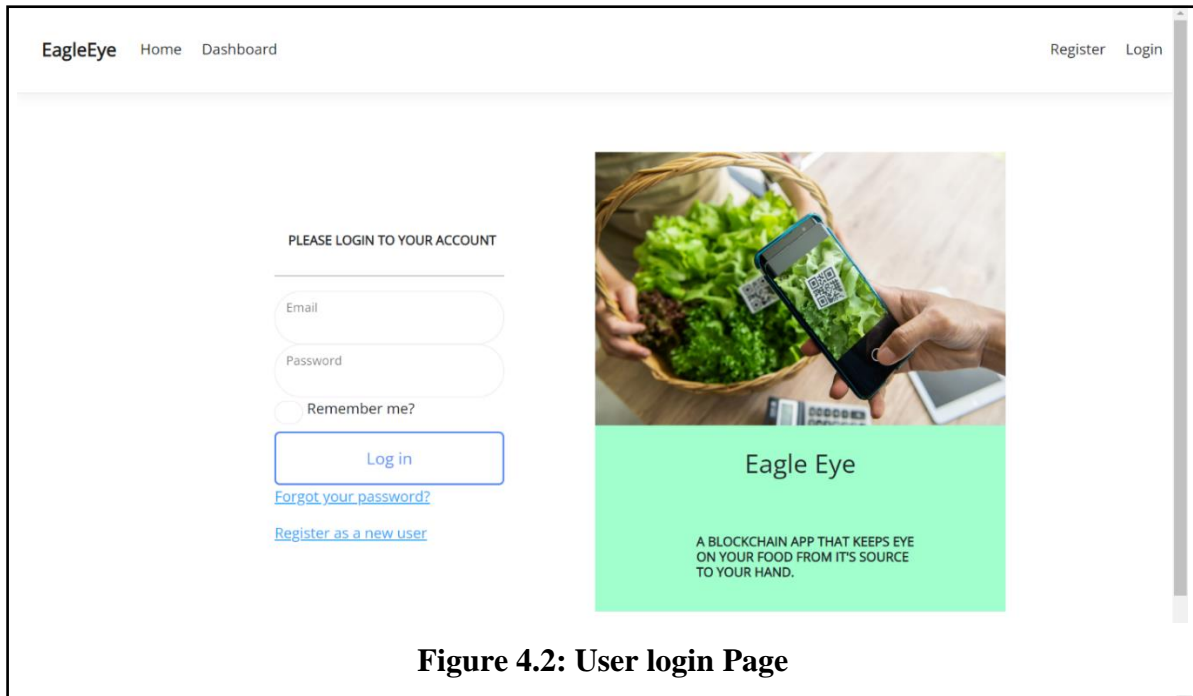 EagleEye Home Dashboard Register Login
PLEASE LOGIN TO YOUR ACCOUNT
Email
Password
Remember me?
Log in
Forgot your password?
Register as a new user
Eagle Eye
A BLOCKCHAIN APP THAT KEEPS EYE
ON YOUR FOOD FROM IT'S SOURCE
TO YOUR HAND.
Figure 4.2: User login Page